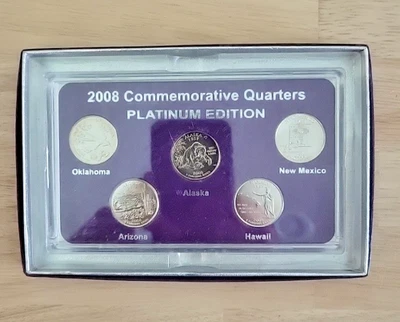 2008 Commemorative Quarters
PLATINUM EDITION
Oklahoma
New Mexico
Alaska
Arizona
Hawaii